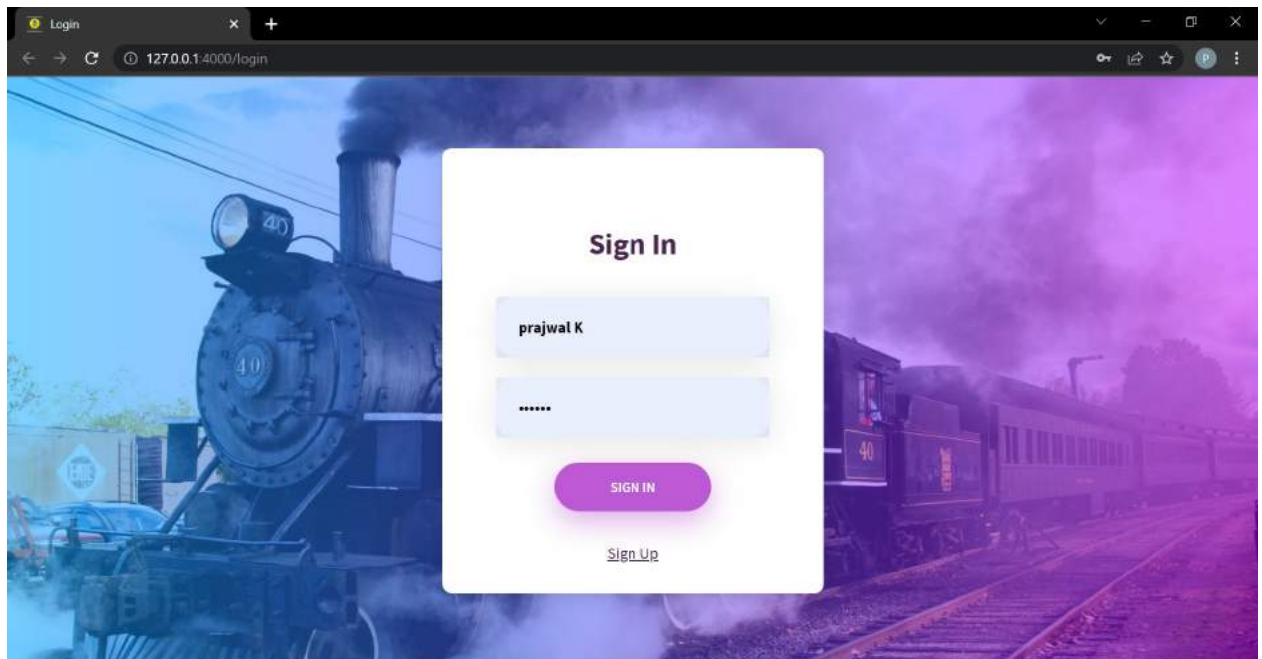 Login
127.0.0.1:4000/login
P
40
40
Sign In
prajwal K
••••••
SIGN IN
Sign Up
40